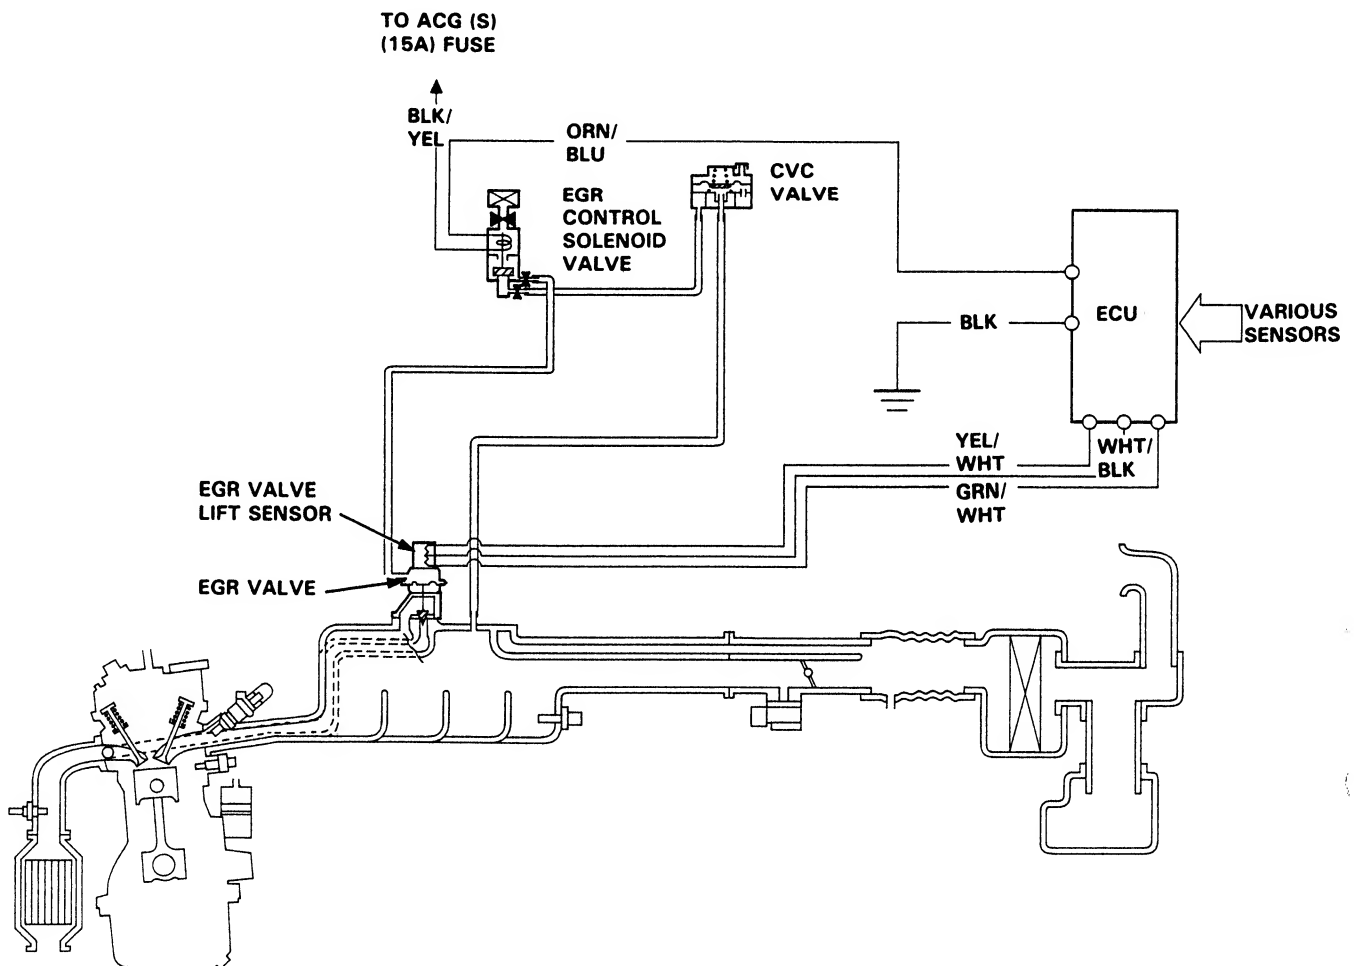 TO ACG (S)
(15A) FUSE
BLK/
YEL
ORN/
BLU
CVC
VALVE
EGR
CONTROL
SOLENOID
VALVE
ECU
VARIOUS
SENSORS
BLK
YEL/
WHT
WHT/
BLK
GRN/
WHT
EGR VALVE
LIFT SENSOR
EGR VALVE